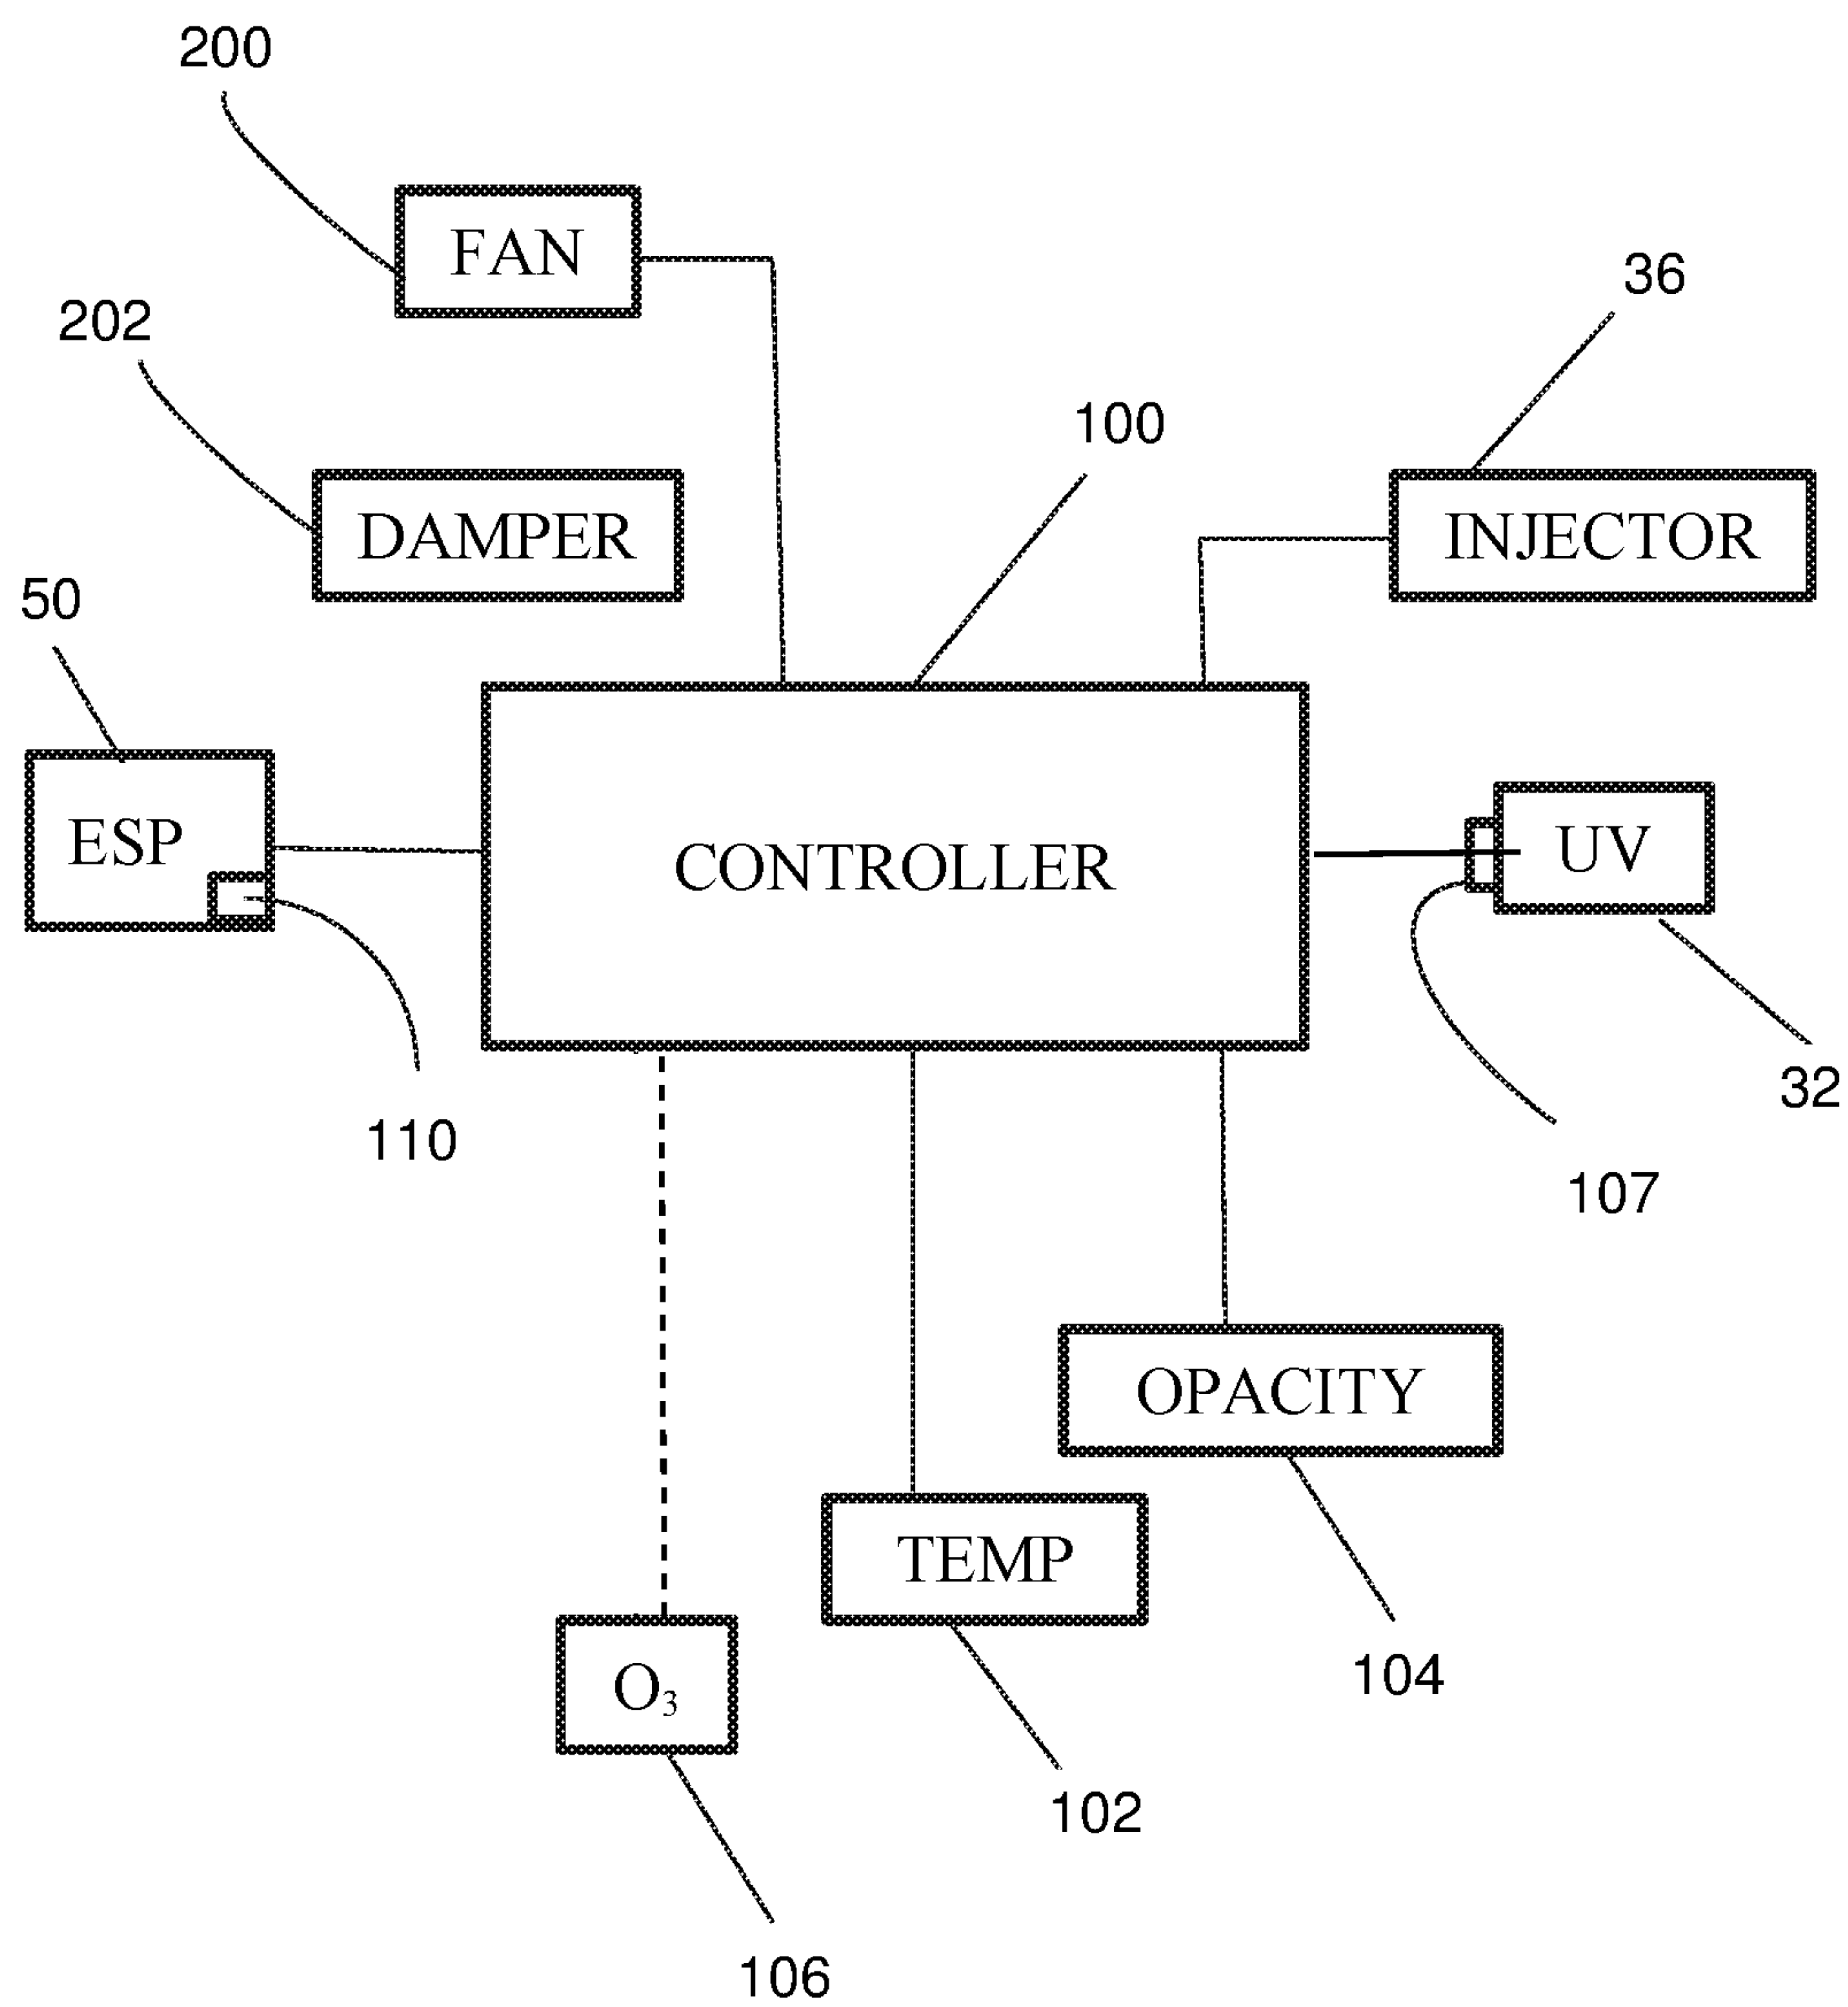 200
FAN
36
202
100
DAMPER
INJECTOR
50
ESP
CONTROLLER
UV
32
110
107
OPACITY
TEMP
104
O₃
102
106